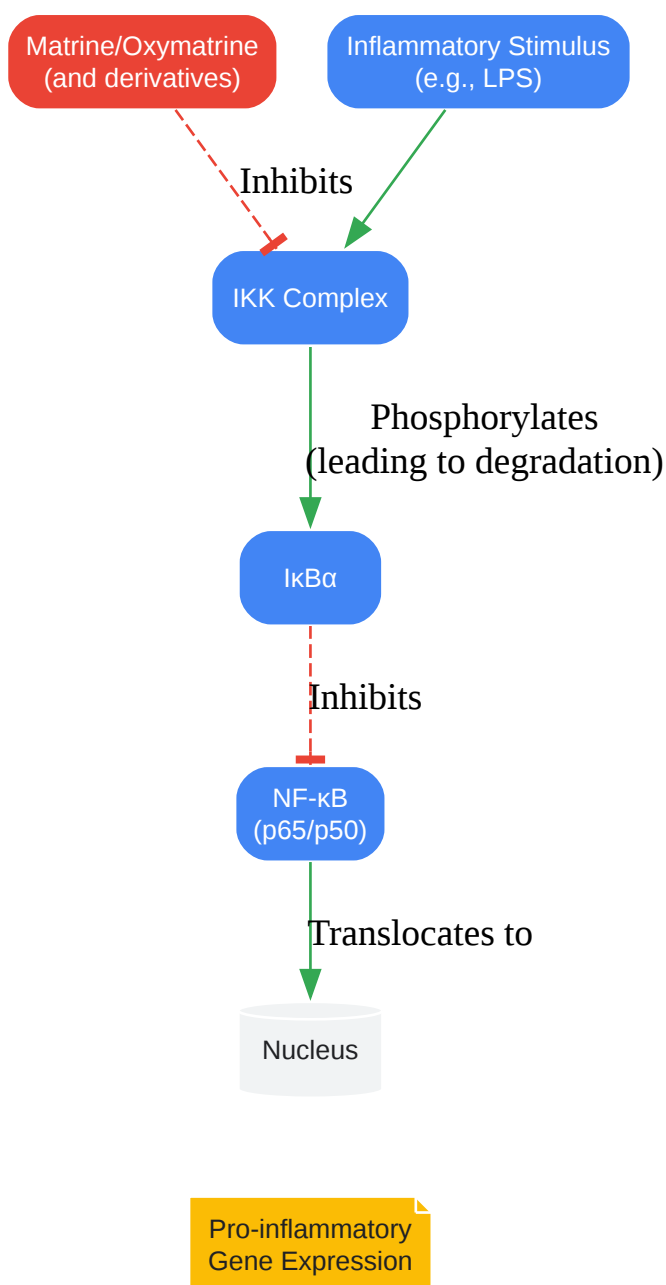 Matrine/Oxymatrine
(and derivatives)
Inflammatory Stimulus
(e.g., LPS)
Inhibits
IKK Complex
Phosphorylates
(leading to degradation)
IκBα
Inhibits
NF-κB
(p65/p50)
Translocates to
Nucleus
Pro-inflammatory
Gene Expression